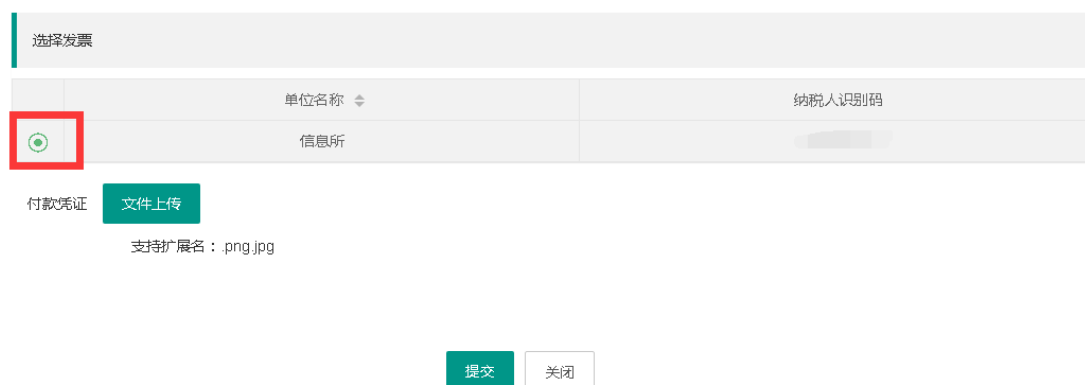 选择发票
单位名称 纳税人识别码
信息所
付款凭证 文件上传
支持扩展名：.png.jpg
提交 关闭